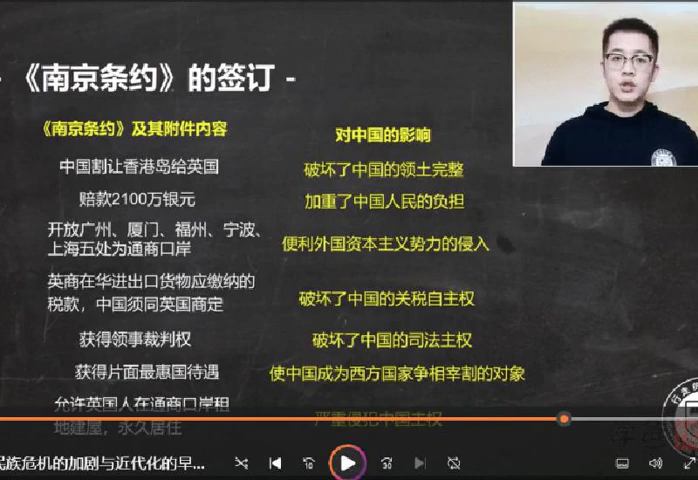 - 《南京条约》的签订 -
《南京条约》及其附件内容
对中国的影响
中国割让香港岛给英国
破坏了中国的领土完整
赔款2100万银元
加重了中国人民的负担
开放广州、厦门、福州、宁波、
上海五处为通商口岸
便利外国资本主义势力的侵入
英商在华进出口货物应缴纳的
税款，中国须同英国商定
破坏了中国的关税自主权
获得领事裁判权
破坏了中国的司法主权
获得片面最惠国待遇
使中国成为西方国家争相宰割的对象
允许英国人在通商口岸租
地建屋，永久居住
严重侵犯中国主权
民族危机的加剧与近代化的早...
10
30